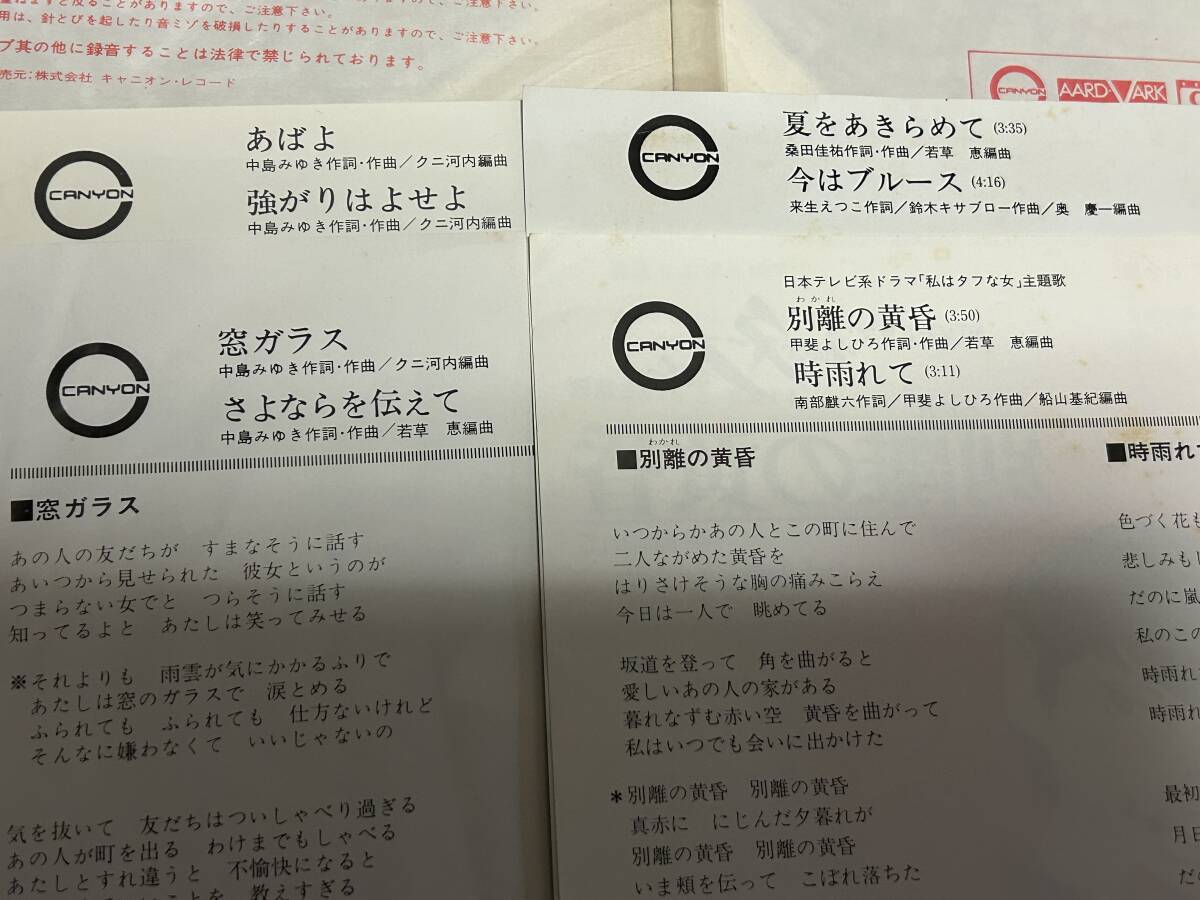 重ねますと反ることがありますので、ご注意下さい。
用は、針とびを起したり音ミゾを破損したりすることがありますので、ご注意下さい。
プ其の他に録音することは法律で禁じられております。
売元:株式会社 キャニオン・レコード
CANYON
AARD-VARK
CANYON
あばよ
中島みゆき作詞・作曲/クニ河内編曲
強がりはよせよ
中島みゆき作詞・作曲/クニ河内編曲
CANYON
夏をあきらめて(3:35)
桑田佳祐作詞・作曲/若草 恵編曲
今はブルース(4:16)
来生えつこ作詞/鈴木キサブロー作曲/奥 慶一編曲
CANYON
窓ガラス
中島みゆき作詞・作曲/クニ河内編曲
さよならを伝えて
中島みゆき作詞・作曲/若草 恵編曲
■窓ガラス
あの人の友だちが すまなそうに話す
あいつから見せられた 彼女というのが
つまらない女でと つらそうに話す
知ってるよと あたしは笑ってみせる
※それよりも 雨雲が気にかかるふりで
あたしは窓のガラスで 涙とめる
ふられても ふられても 仕方ないけれど
そんなに嫌わなくて いいじゃないの
気を抜いて 友だちはついしゃべり過ぎる
あの人が町を出る わけまでもしゃべる
あたしとすれ違うと 不愉快になると
教えすぎる
CANYON
日本テレビ系ドラマ「私はタフな女」主題歌
わかれ
別離の黄昏(3:50)
甲斐よしひろ作詞・作曲/若草 恵編曲
時雨れて(3:11)
南部麒六作詞/甲斐よしひろ作曲/船山基紀編曲
わかれ
■別離の黄昏
いつからかあの人とこの町に住んで
二人ながめた黄昏を
はりさけそうな胸の痛みこらえ
今日は一人で 眺めてる
坂道を登って 角を曲がると
愛しいあの人の家がある
暮れなずむ赤い空 黄昏を曲がって
私はいつでも会いに出かけた
*別離の黄昏 別離の黄昏
真赤に にじんだ夕暮れが
別離の黄昏 別離の黄昏
いま頬を伝って こぼれ落ちた
■時雨れて
色づく花も
悲しみも
だのに嵐
私のこの
時雨れて
時雨れ
最初
月日
だの